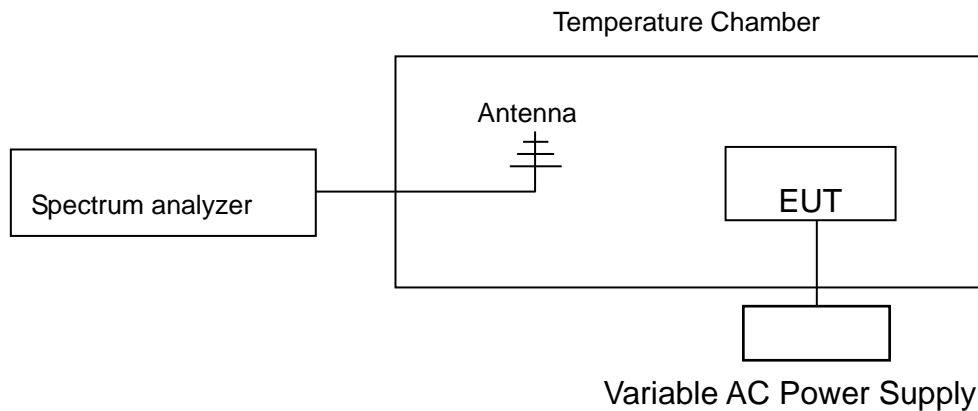 Temperature Chamber
Antenna
Spectrum analyzer
EUT
Variable AC Power Supply